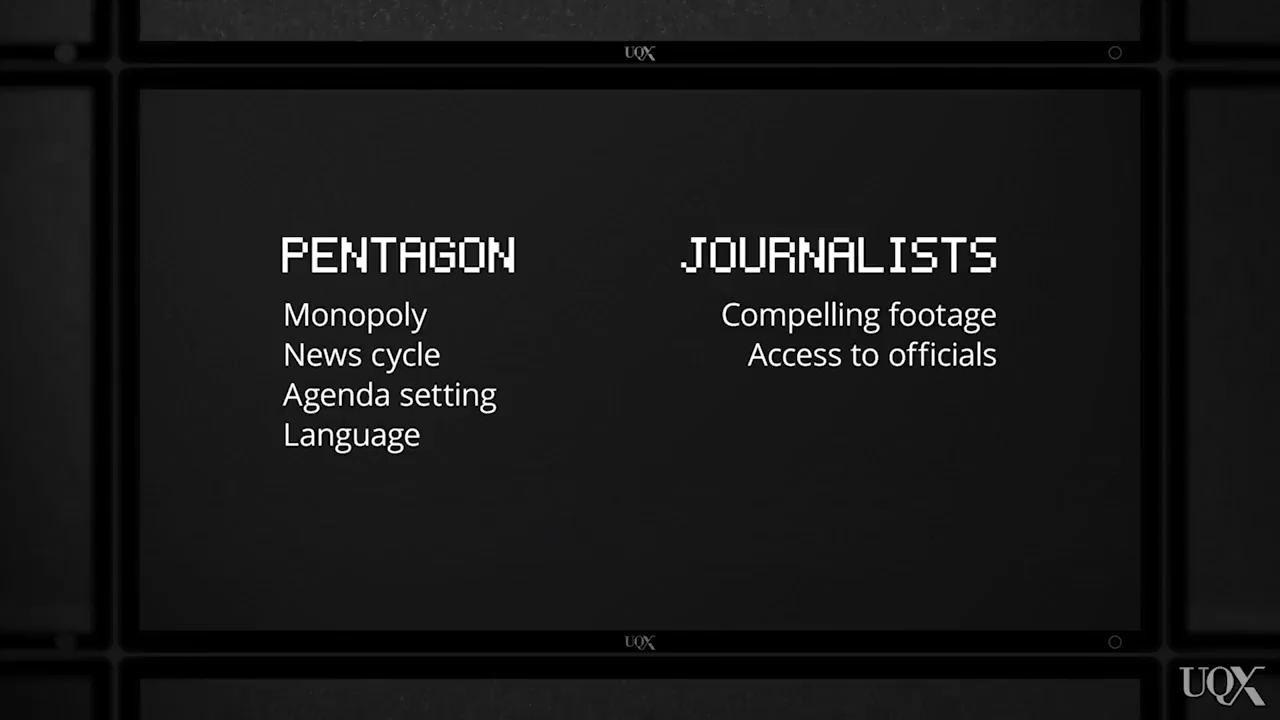 UQX
PENTAGON
Monopoly
News cycle
Agenda setting
Language
JOURNALISTS
Compelling footage
Access to officials
UQX
UQX